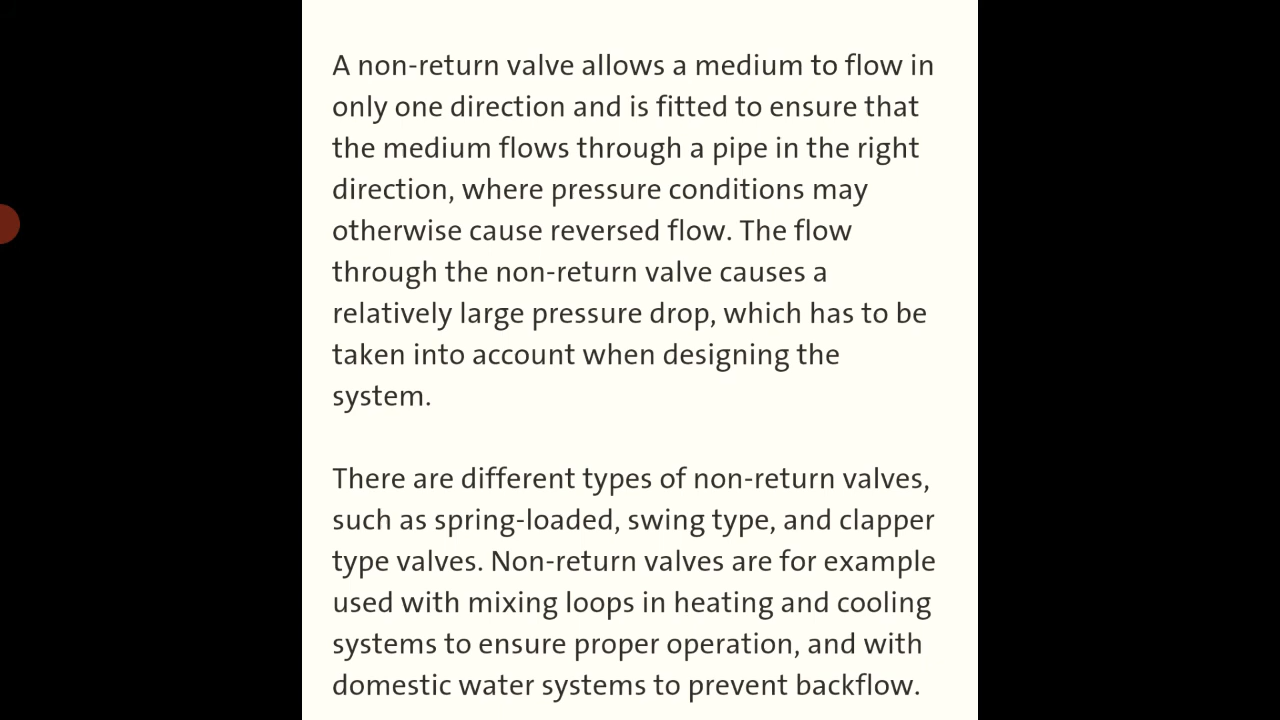 A non-return valve allows a medium to flow in
only one direction and is fitted to ensure that
the medium flows through a pipe in the right
direction, where pressure conditions may
otherwise cause reversed flow. The flow
through the non-return valve causes a
relatively large pressure drop, which has to be
taken into account when designing the
system.
There are different types of non-return valves,
such as spring-loaded, swing type, and clapper
type valves. Non-return valves are for example
used with mixing loops in heating and cooling
systems to ensure proper operation, and with
domestic water systems to prevent backflow.